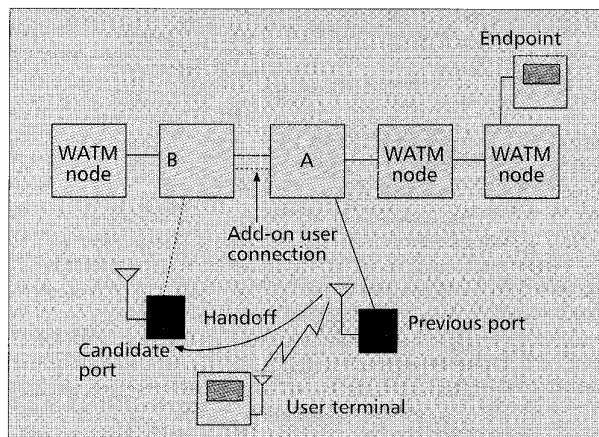 Endpoint
WATM
node
B
A
WATM
node
WATM
node
Add-on user
connection
Handoff
Previous port
Candidate
port
User terminal